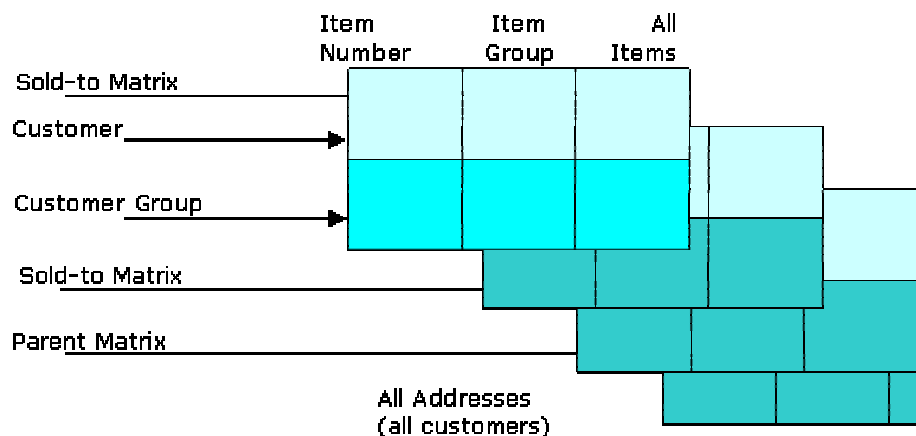 Item Number
Item Group
All Items
Sold-to Matrix
Customer
Customer Group
Sold-to Matrix
Parent Matrix
All Addresses
(all customers)